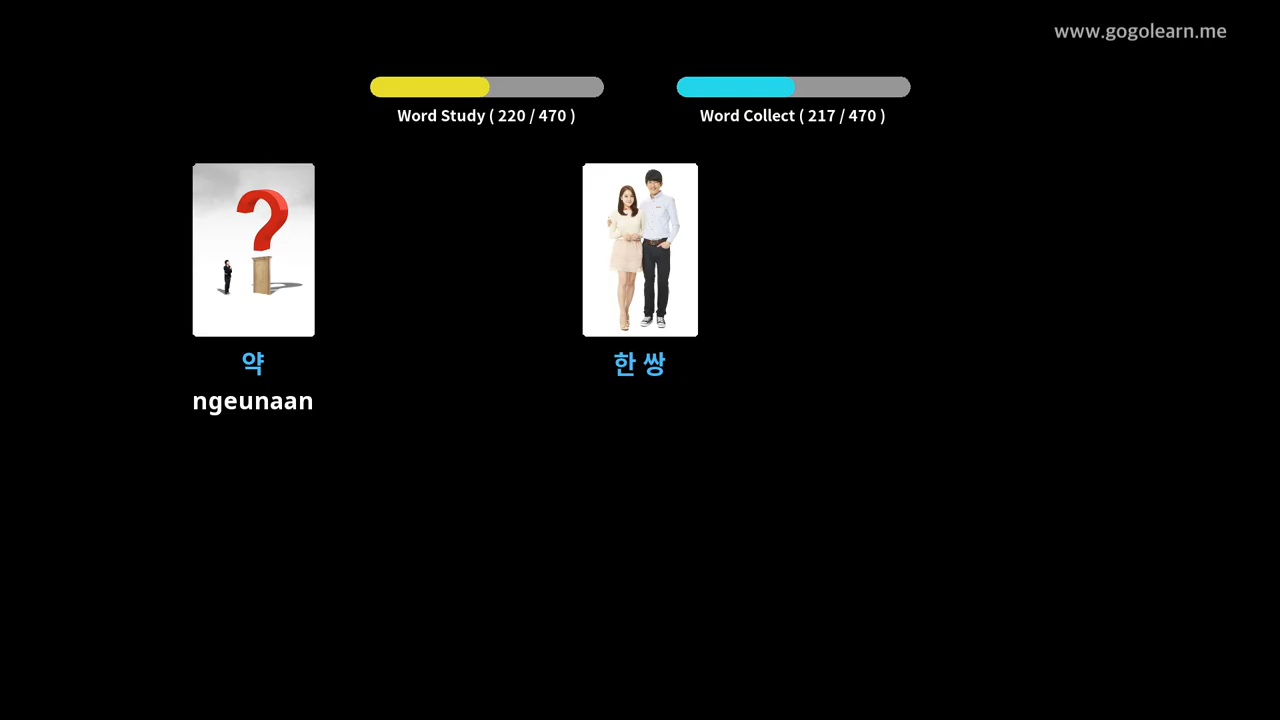 www.gogolearn.me
Word Study ( 220 / 470 )
Word Collect ( 217 / 470 )
약
한 쌍
ngeunaan